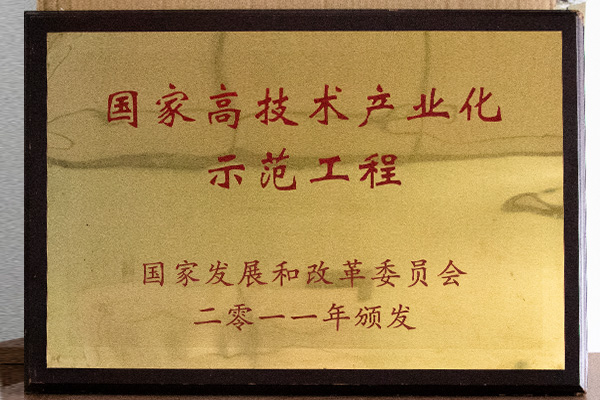 国家高技术产业化
示范工程
国家发展和改革委员会
二零一一年颁发